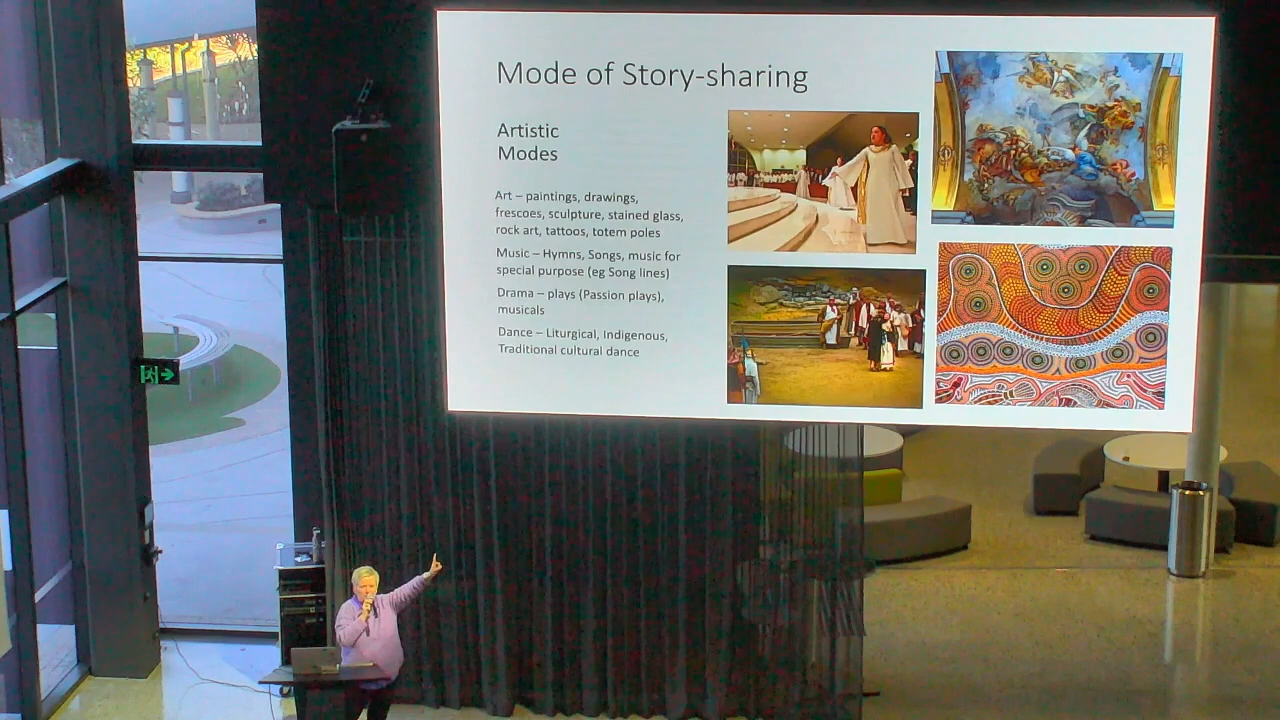 Mode of Story-sharing
Artistic
Modes
Art – paintings, drawings,
frescoes, sculpture, stained glass,
rock art, tattoos, totem poles
Music – Hymns, Songs, music for
special purpose (eg Song lines)
Drama – plays (Passion plays),
musicals
Dance – Liturgical, Indigenous,
Traditional cultural dance